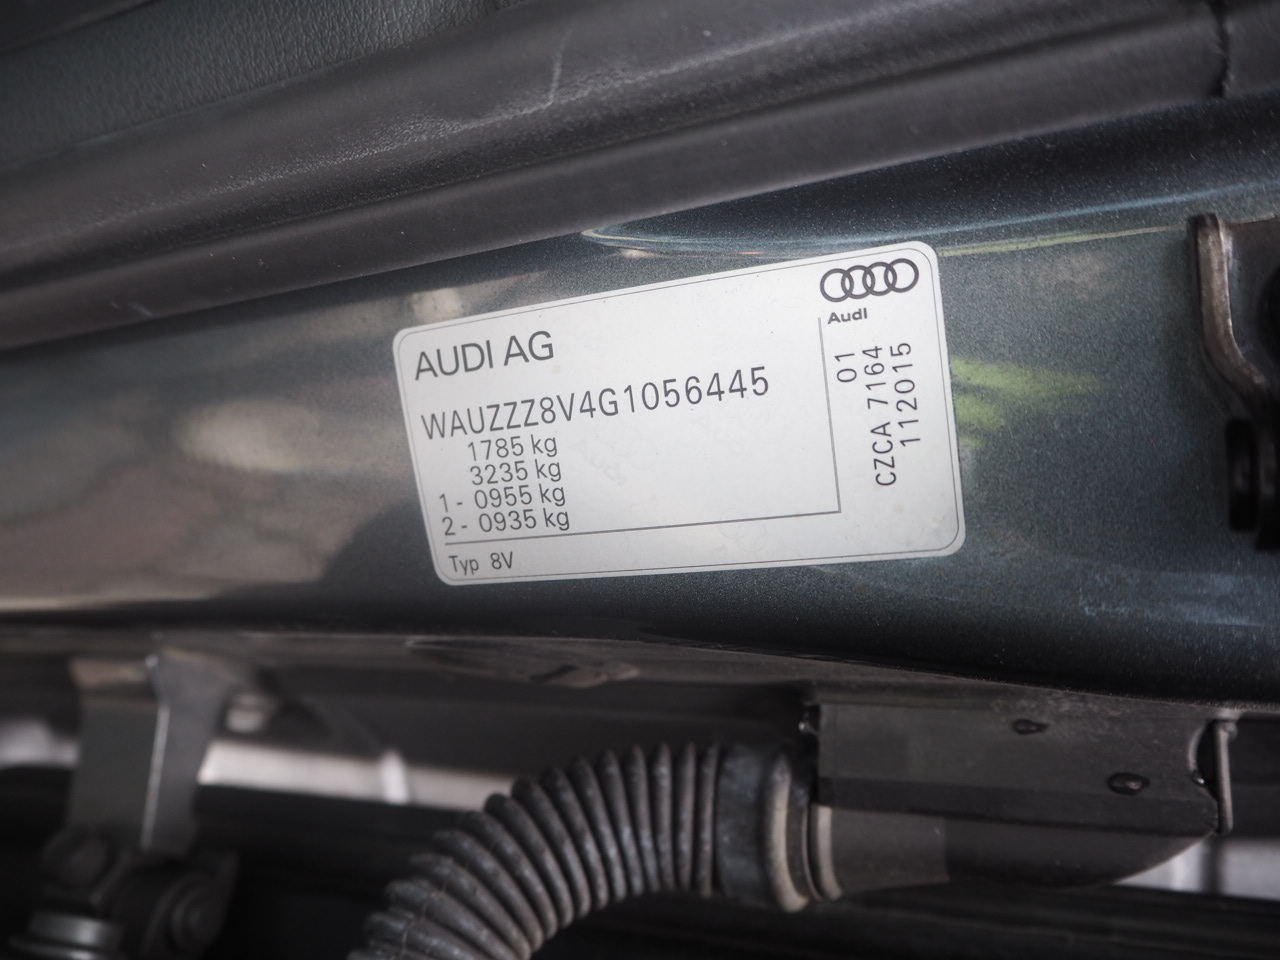 AUDI AG
WAUZZZ8V4G1056445
1785 kg
3235 kg
1 - 0955 kg
2 - 0935 kg
Typ 8V
Audi
01
CZCA 7164
112015